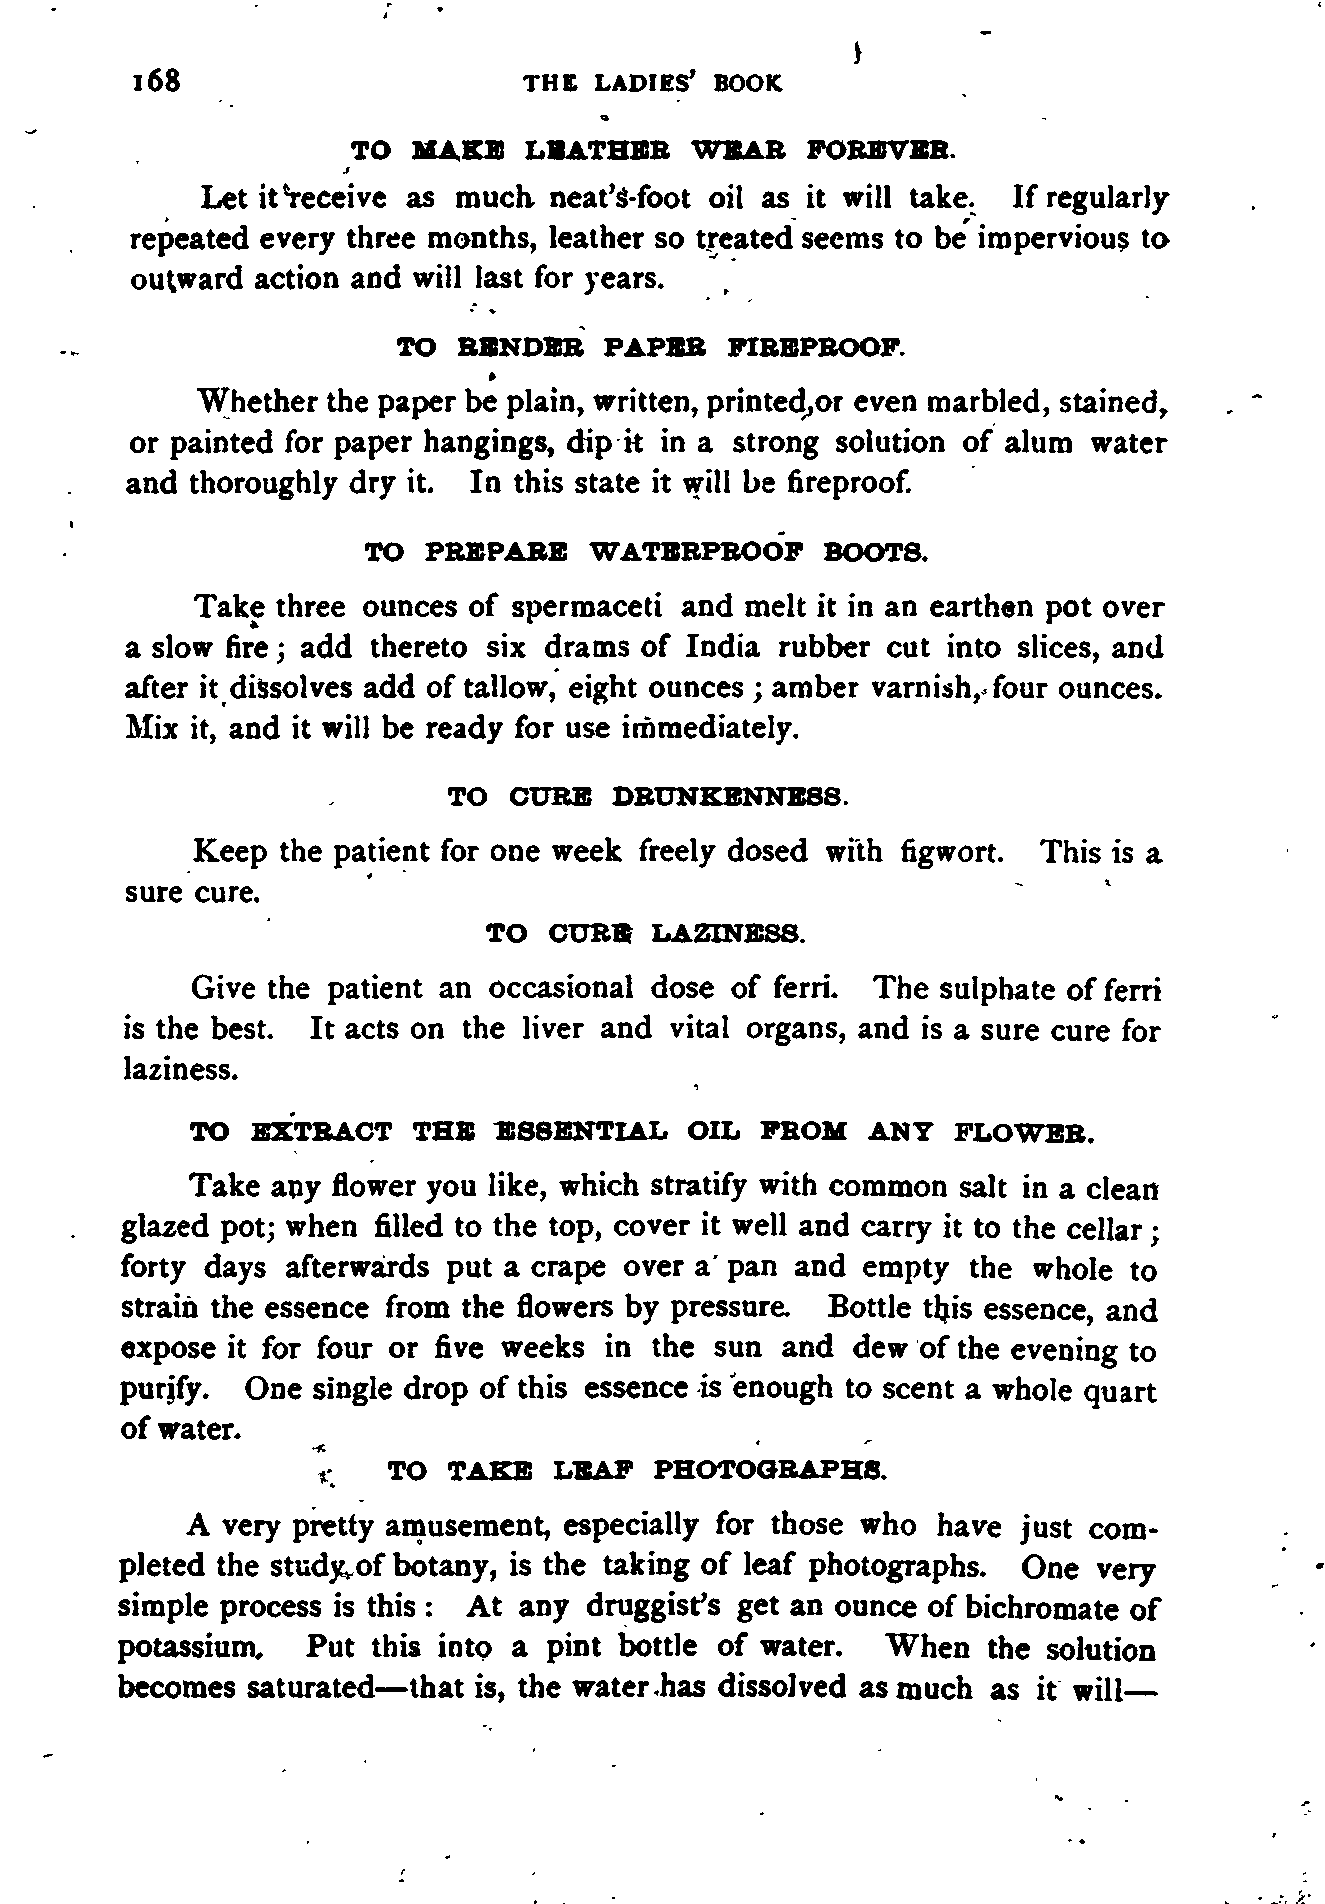 168 THE LADIES' BOOK
TO MAKE LEATHER WEAR FOREVER.
Let it receive as much neat's-foot oil as it will take. If regularly
repeated every three months, leather so treated seems to be impervious to
outward action and will last for years.
TO RENDER PAPER FIREPROOF.
Whether the paper be plain, written, printed, or even marbled, stained,
or painted for paper hangings, dip it in a strong solution of alum water
and thoroughly dry it. In this state it will be fireproof.
TO PREPARE WATERPROOF BOOTS.
Take three ounces of spermaceti and melt it in an earthen pot over
a slow fire; add thereto six drams of India rubber cut into slices, and
after it dissolves add of tallow, eight ounces; amber varnish, four ounces.
Mix it, and it will be ready for use immediately.
TO CURE DRUNKENNESS.
Keep the patient for one week freely dosed with figwort. This is a
sure cure.
TO CURE LAZINESS.
Give the patient an occasional dose of ferri. The sulphate of ferri
is the best. It acts on the liver and vital organs, and is a sure cure for
laziness.
TO EXTRACT THE ESSENTIAL OIL FROM ANY FLOWER.
Take any flower you like, which stratify with common salt in a clean
glazed pot; when filled to the top, cover it well and carry it to the cellar;
forty days afterwards put a crape over a pan and empty the whole to
strain the essence from the flowers by pressure. Bottle this essence, and
expose it for four or five weeks in the sun and dew of the evening to
purify. One single drop of this essence is enough to scent a whole quart
of water.
TO TAKE LEAF PHOTOGRAPHS.
A very pretty amusement, especially for those who have just com-
pleted the study of botany, is the taking of leaf photographs. One very
simple process is this: At any druggist's get an ounce of bichromate of
potassium. Put this into a pint bottle of water. When the solution
becomes saturated—that is, the water has dissolved as much as it will—